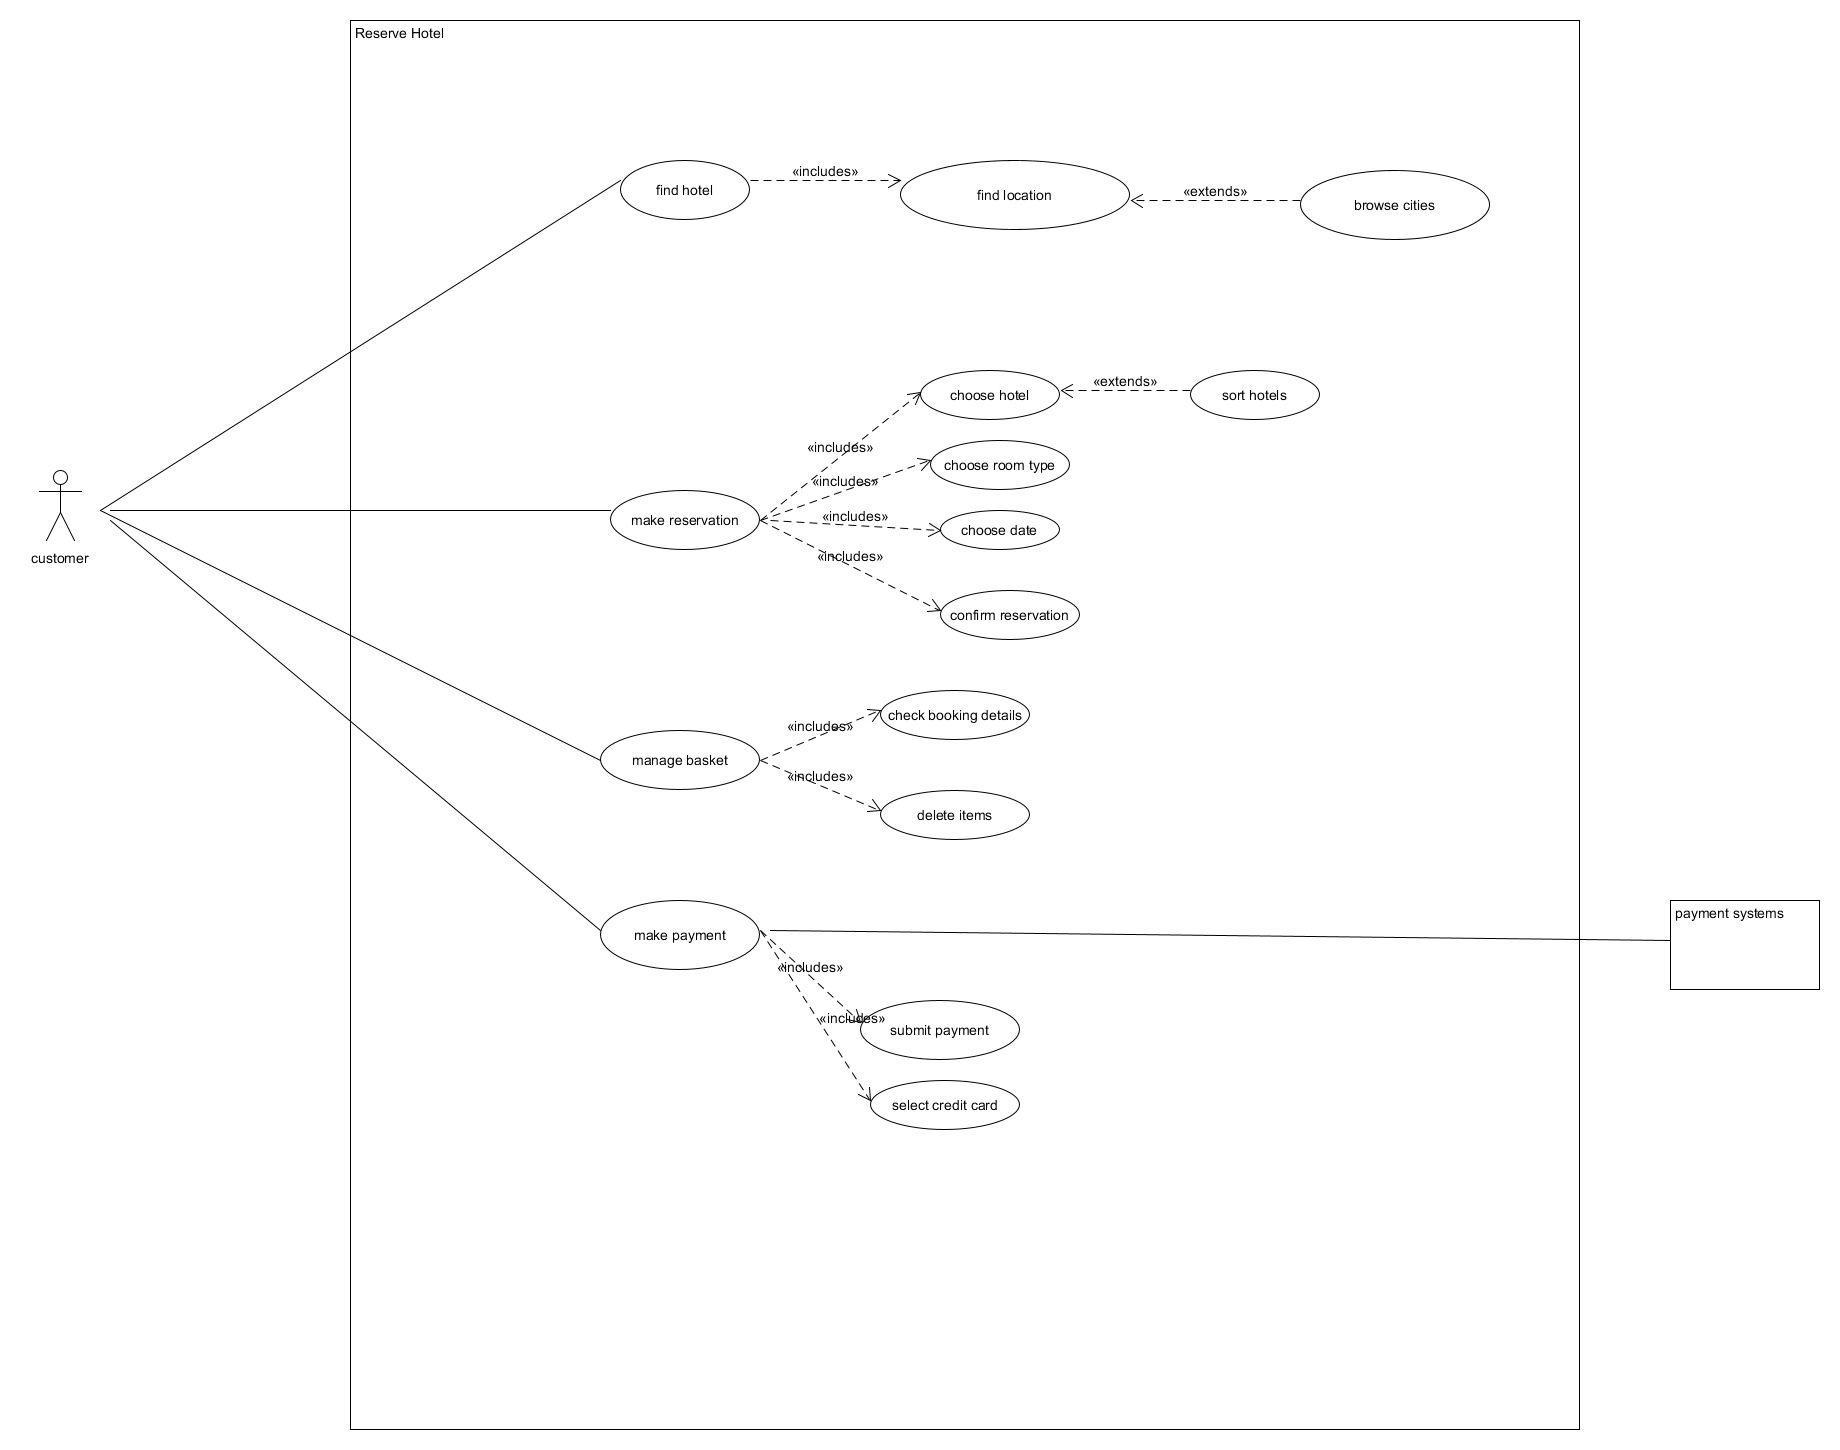 Reserve Hotel
find hotel
«includes»
find location
«extends»
browse cities
choose hotel
«extends»
sort hotels
«includes»
choose room type
«includes»
«includes»
choose date
make reservation
«includes»
confirm reservation
customer
check booking details
«includes»
manage basket
«includes»
delete items
make payment
payment systems
«includes»
«includes»
submit payment
select credit card